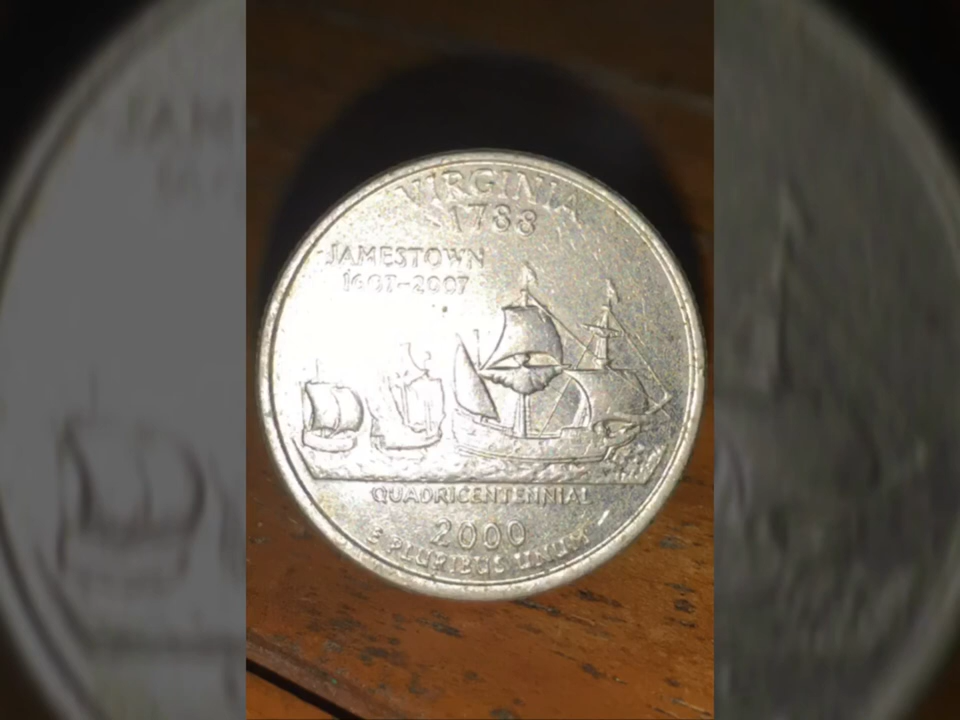 VIRGINIA
1788
JAMESTOWN
1607-2007
QUADRICENTENNIAL
2000
E PLURIBUS UNUM